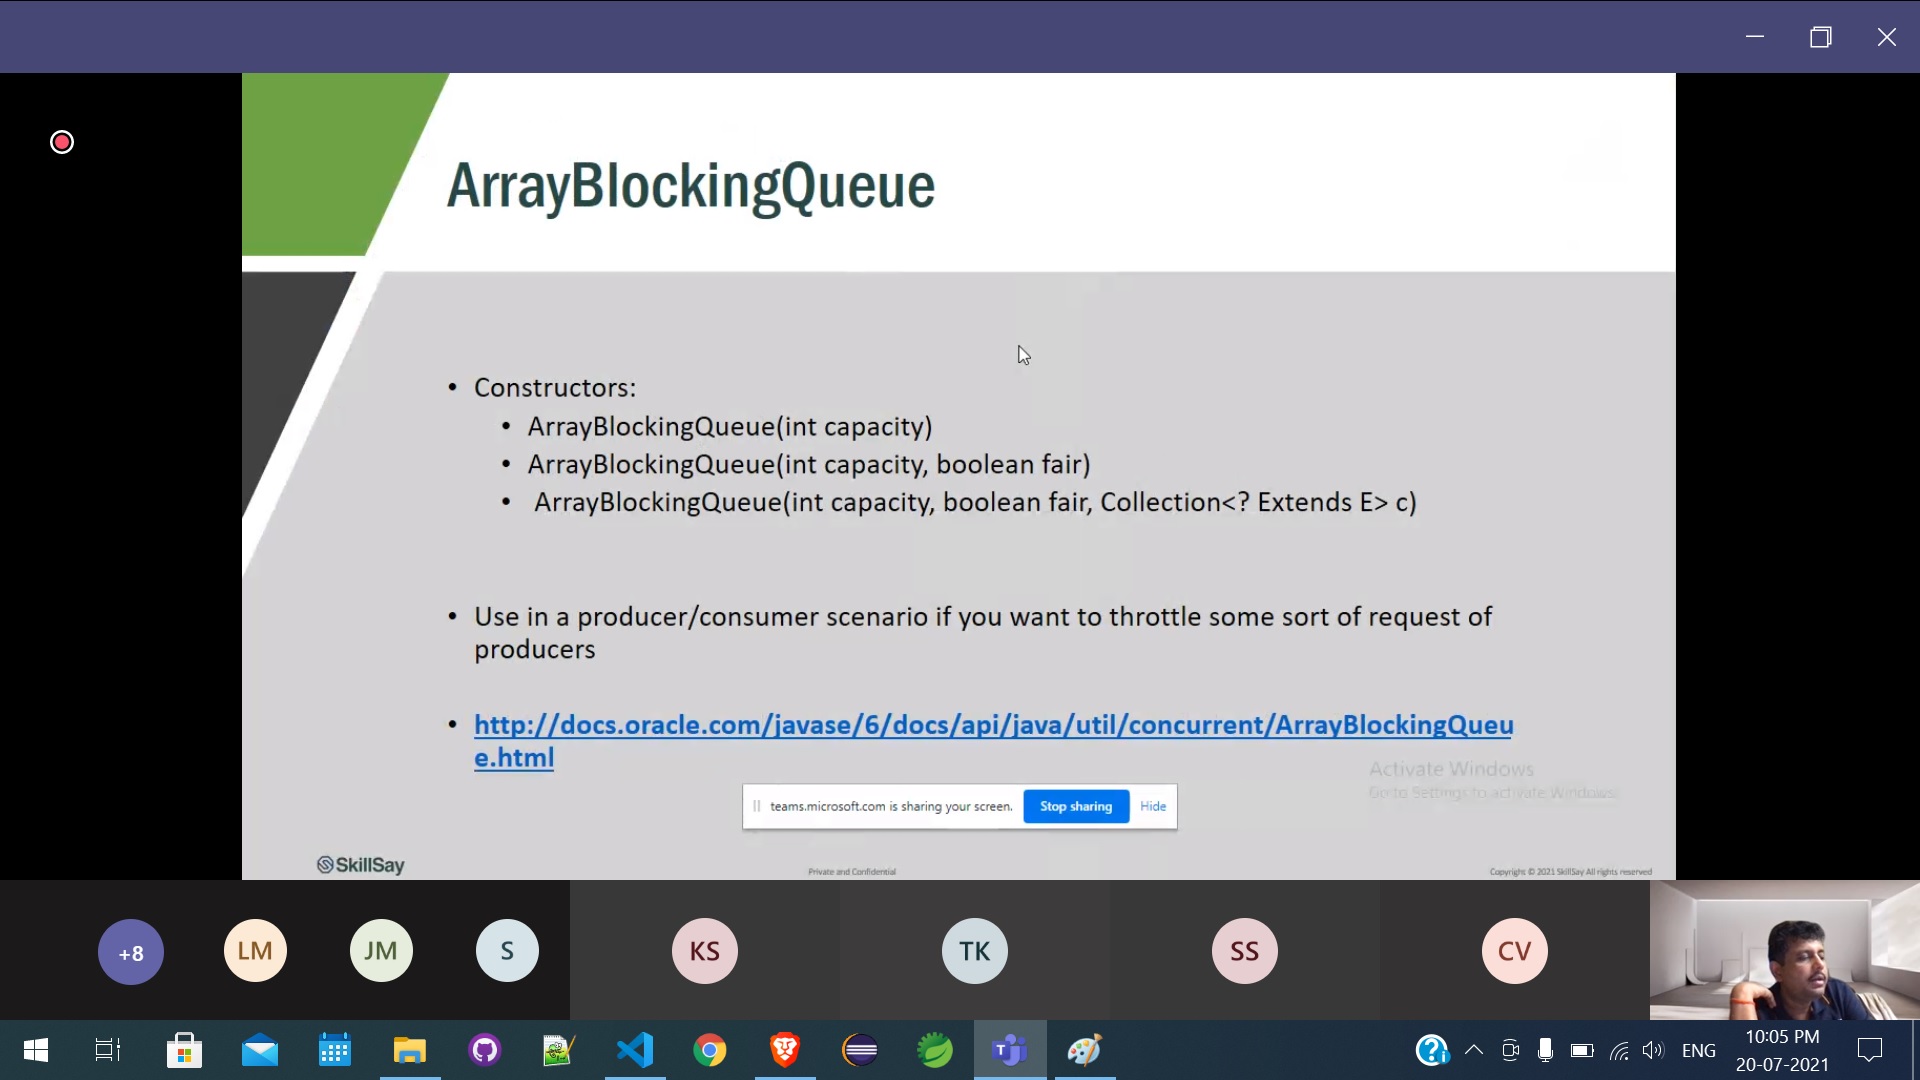 ArrayBlockingQueue
• Constructors:
• ArrayBlockingQueue(int capacity)
• ArrayBlockingQueue(int capacity, boolean fair)
• ArrayBlockingQueue(int capacity, boolean fair, Collection<? Extends E> c)
• Use in a producer/consumer scenario if you want to throttle some sort of request of
producers
• http://docs.oracle.com/javase/6/docs/api/java/util/concurrent/ArrayBlockingQueu
e.html
Activate Windows
Go to Settings to activate Windows.
teams.microsoft.com is sharing your screen. Stop sharing Hide
SkillSay
Private and Confidential
Copyright © 2021 SkillSay All rights reserved
+8 LM JM S KS TK SS CV
ENG
10:05 PM
20-07-2021